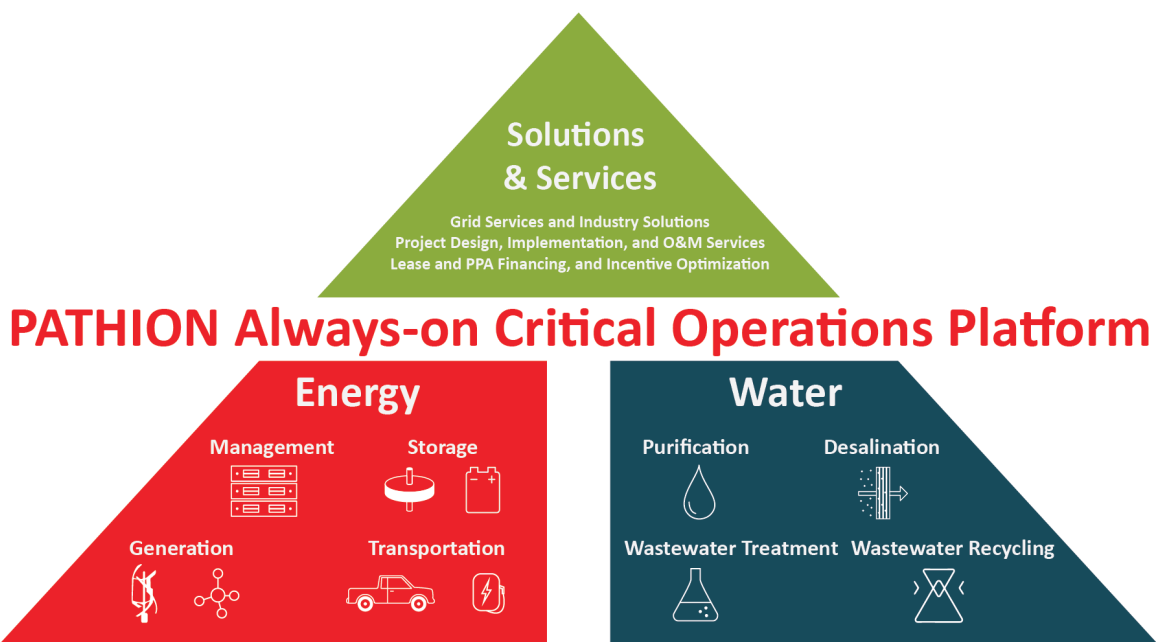 Solutions
& Services
Grid Services and Industry Solutions
Project Design, Implementation, and O&M Services
Lease and PPA Financing, and Incentive Optimization
PATHION Always-on Critical Operations Platform
Energy
Management
Storage
Generation
Transportation
Water
Purification
Desalination
Wastewater Treatment
Wastewater Recycling